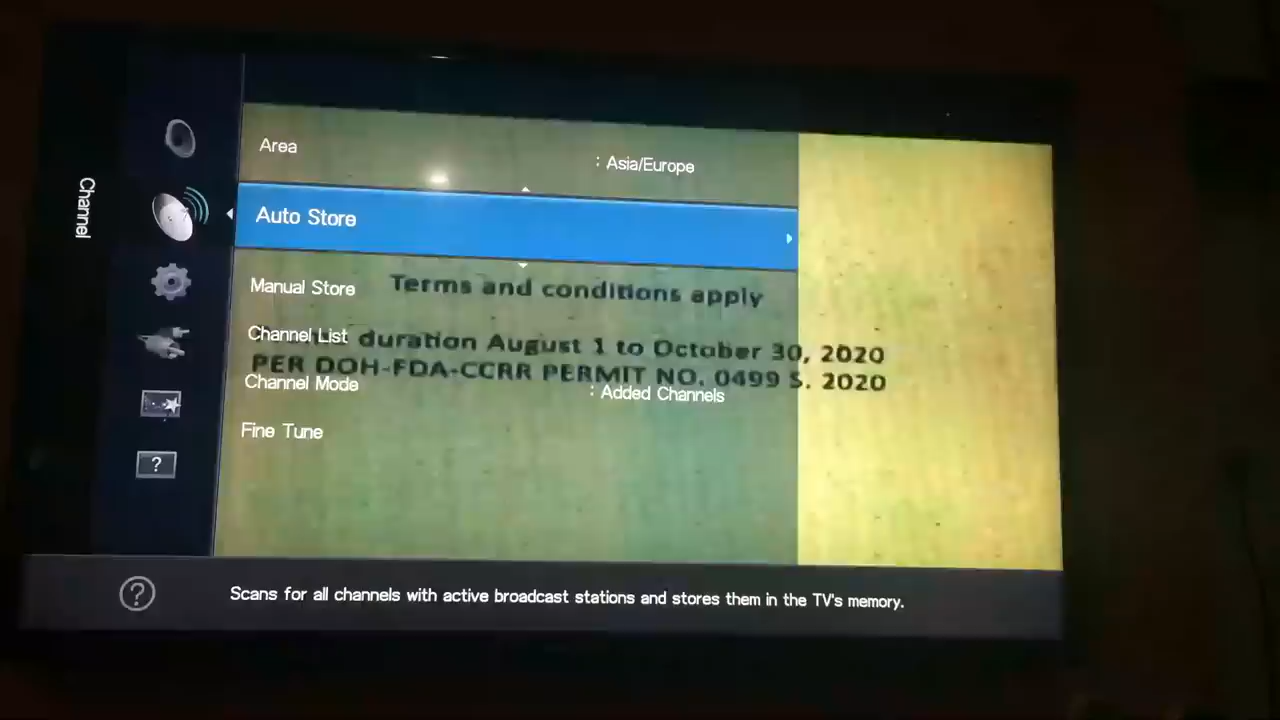 Channel
Area : Asia/Europe
Auto Store
Manual Store
Terms and conditions apply
Channel List
duration August 1 to October 30, 2020
PER DOH-FDA-CCRR PERMIT NO. 0499 S. 2020
Channel Mode : Added Channels
Fine Tune
?
? Scans for all channels with active broadcast stations and stores them in the TV's memory.